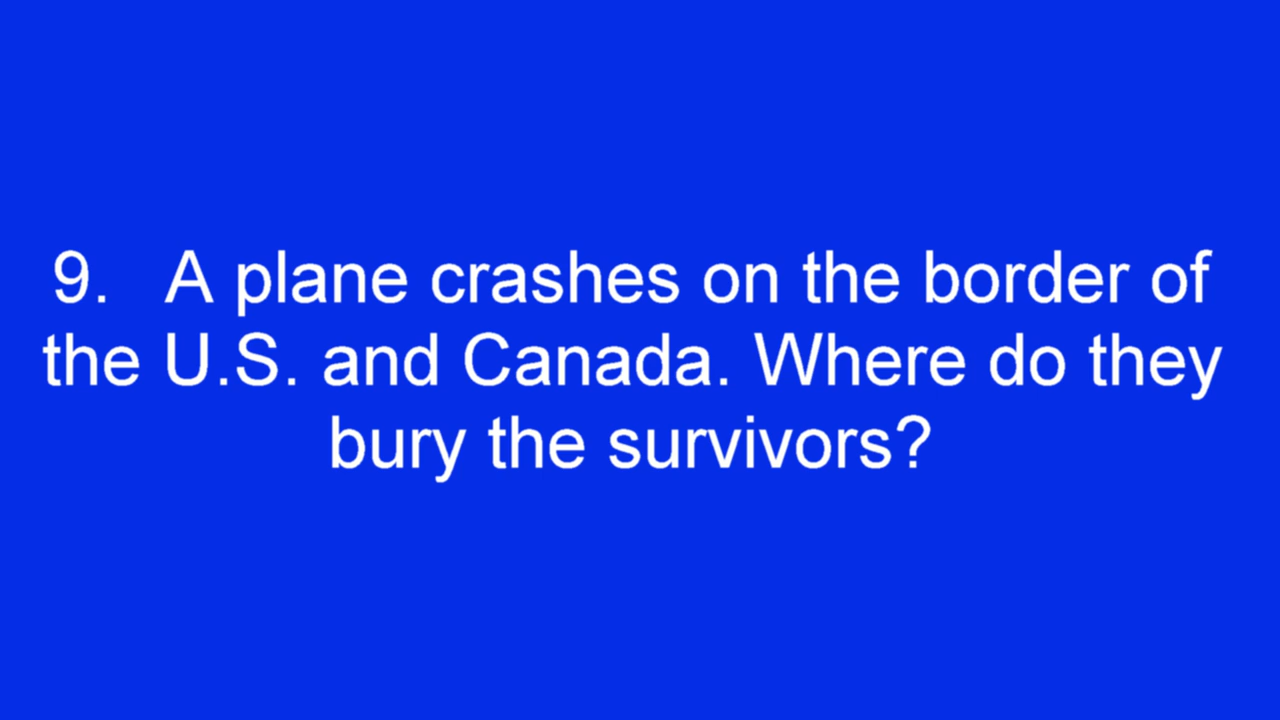 9.   A plane crashes on the border of
the U.S. and Canada. Where do they
bury the survivors?